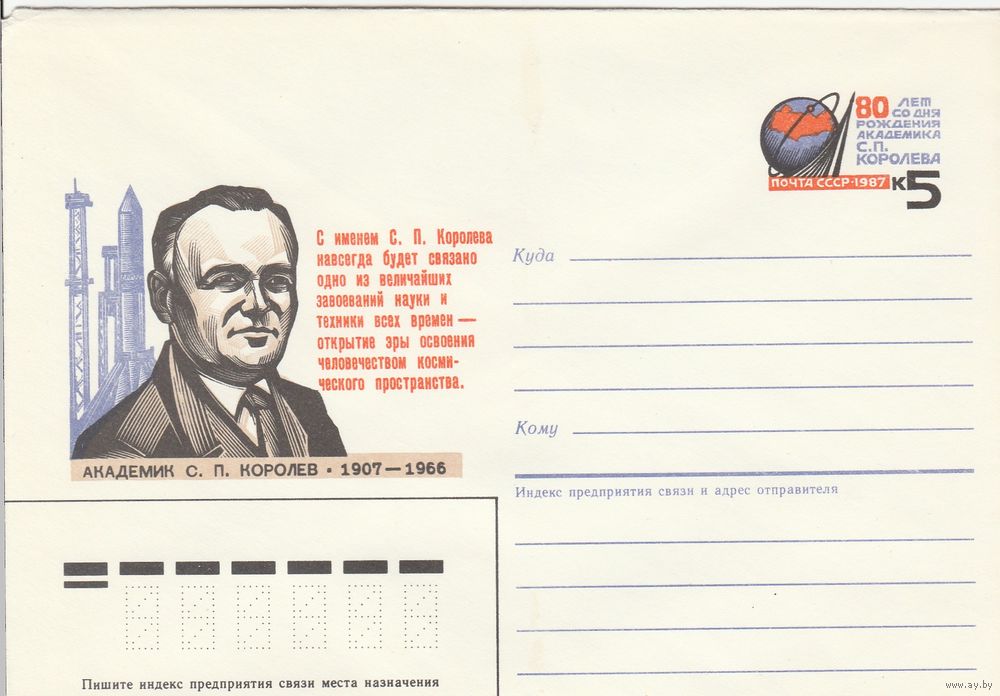 80 ЛЕТ
СО ДНЯ
РОЖДЕНИЯ
АКАДЕМИКА
С.П.
КОРОЛЕВА
ПОЧТА СССР·1987
К5
С именем С. П. Королева
навсегда будет связано
одно из величайших
завоеваний науки и
техники всех времен —
открытие эры освоения
человечеством косми-
ческого пространства.
АКАДЕМИК С. П. КОРОЛЕВ · 1907—1966
Куда
Кому
Индекс предприятия связи и адрес отправителя
Пишите индекс предприятия связи места назначения
www.ay.by